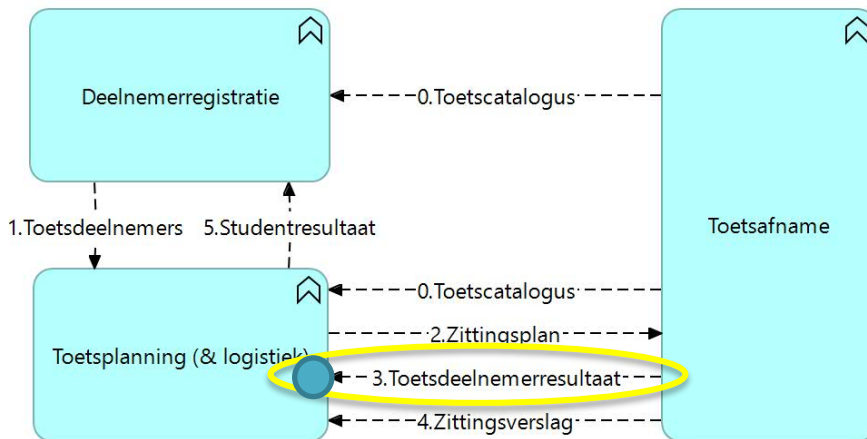 Deelnemerregistratie
0.Toetscatalogus
Toetsafname
1.Toetsdeelnemers
5.Studentresultaat
0.Toetscatalogus
Toetsplanning (& logistiek)
2.Zittingsplan
3.Toetsdeelnemerresultaat
4.Zittingsverslag